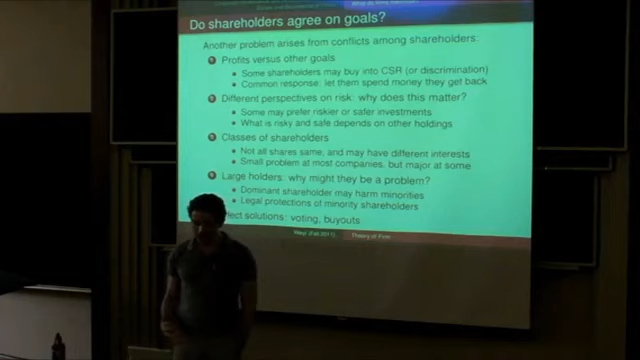 Do shareholders agree on goals?
Another problem arises from conflicts among shareholders:
Profits versus other goals
Some shareholders may buy into CSR (or discrimination)
Common response: let them spend money they get back
Different perspectives on risk: why does this matter?
Some may prefer riskier or safer investments
What is risky and safe depends on other holdings
Classes of shareholders
Not all shares same, and may have different interests
Small problem at most companies, but major at some
Large holders: why might they be a problem?
Dominant shareholder may harm minorities
Legal protections of minority shareholders
solutions: voting, buyouts
(Fall 2011) Theory of Firm